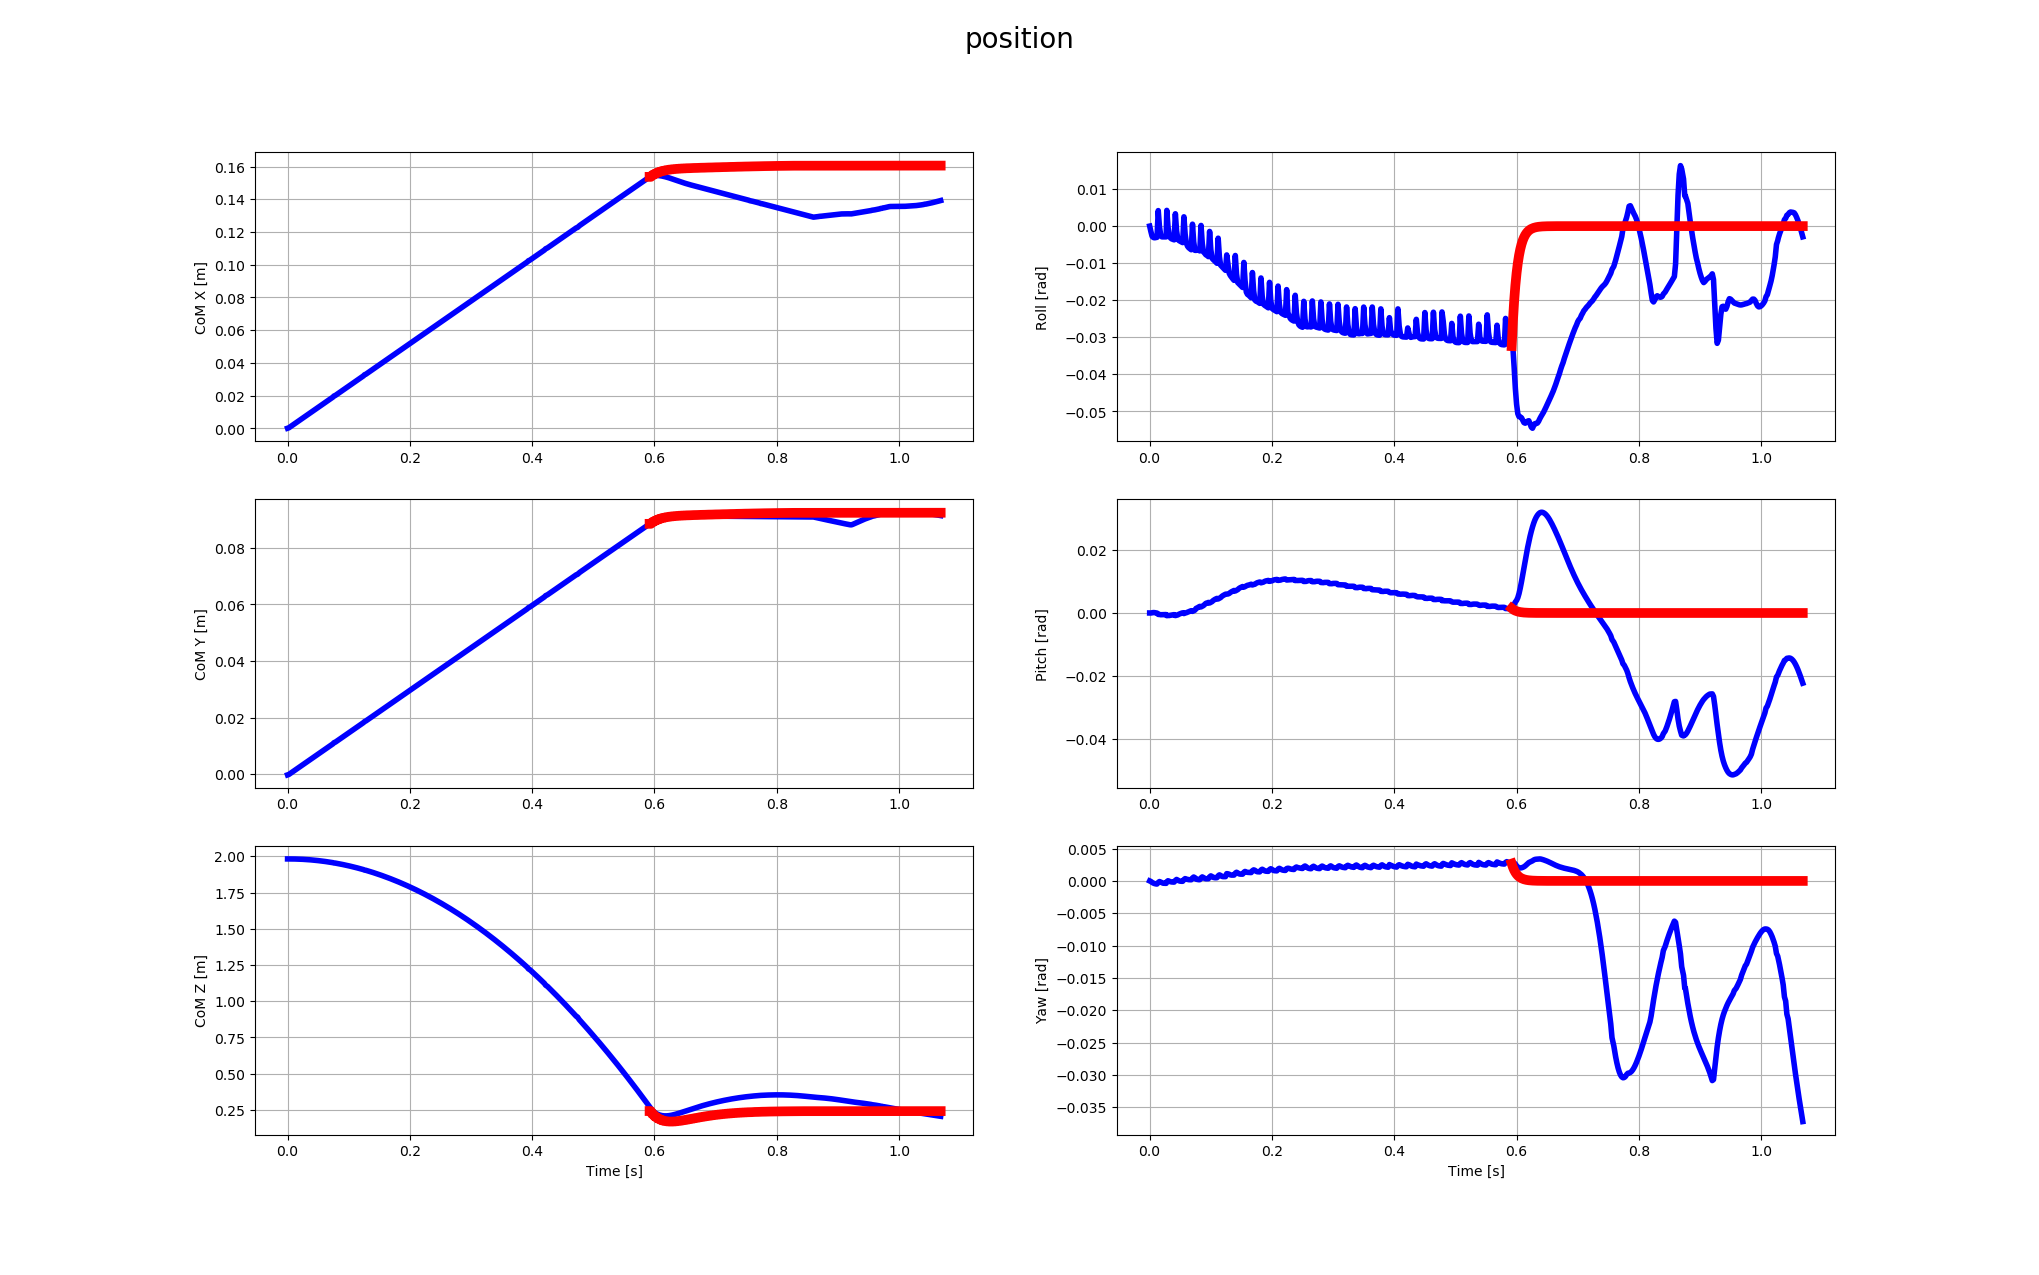 position
0.16
0.14
0.12
0.10
0.08
0.06
0.04
0.02
0.00
CoM X [m]
0.0 0.2 0.4 0.6 0.8 1.0
0.01
0.00
−0.01
−0.02
−0.03
−0.04
−0.05
Roll [rad]
0.0 0.2 0.4 0.6 0.8 1.0
0.08
0.06
0.04
0.02
0.00
CoM Y [m]
0.0 0.2 0.4 0.6 0.8 1.0
0.02
0.00
−0.02
−0.04
Pitch [rad]
0.0 0.2 0.4 0.6 0.8 1.0
2.00
1.75
1.50
1.25
1.00
0.75
0.50
0.25
CoM Z [m]
0.0 0.2 0.4 0.6 0.8 1.0
Time [s]
0.005
0.000
−0.005
−0.010
−0.015
−0.020
−0.025
−0.030
−0.035
Yaw [rad]
0.0 0.2 0.4 0.6 0.8 1.0
Time [s]